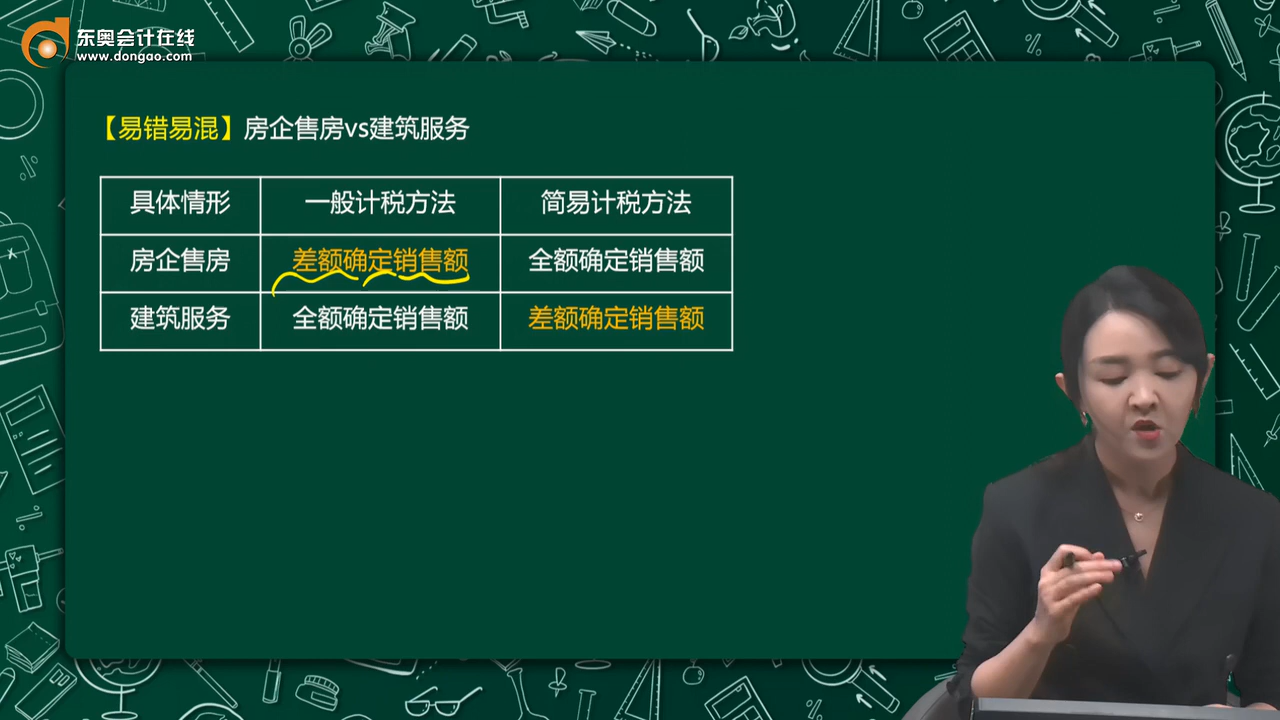 东奥会计在线
www.dongao.com
【易错易混】房企售房vs建筑服务
具体情形 一般计税方法 简易计税方法
房企售房 差额确定销售额 全额确定销售额
建筑服务 全额确定销售额 差额确定销售额